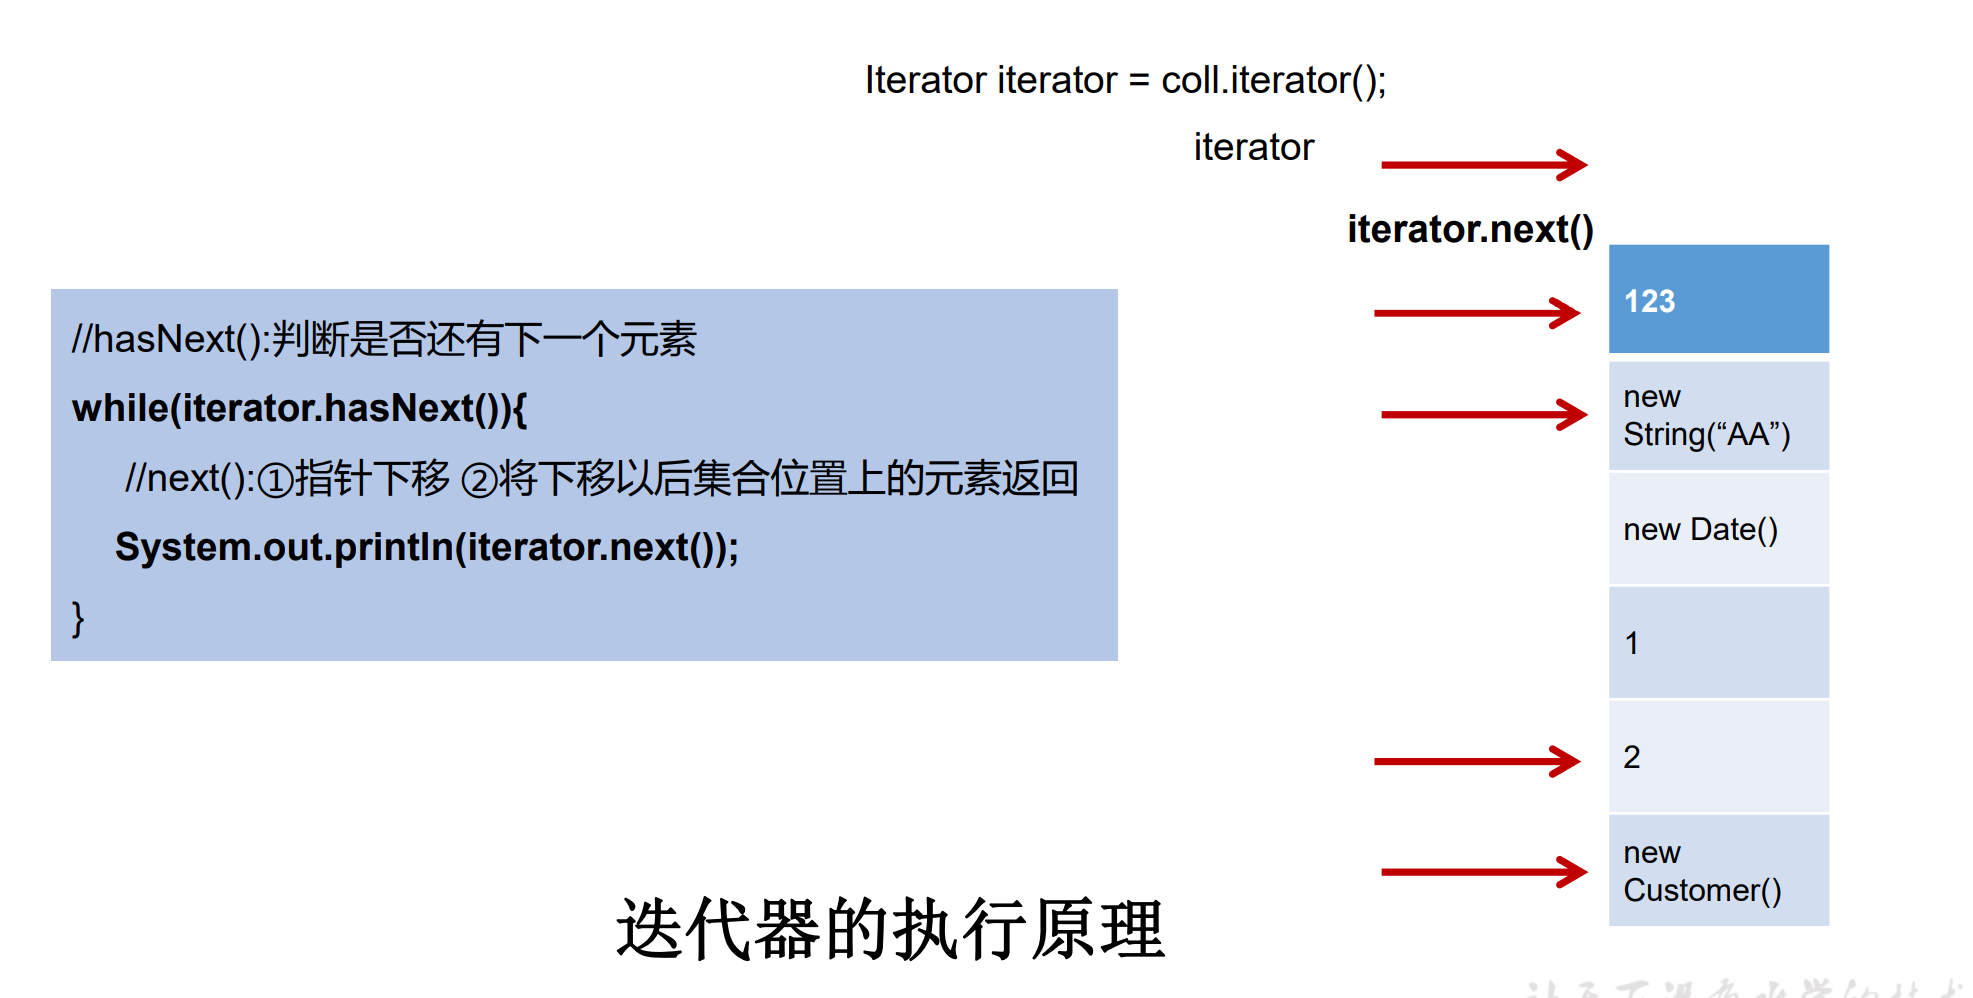 Iterator iterator = coll.iterator();
iterator
iterator.next()
//hasNext():判断是否还有下一个元素
while(iterator.hasNext()){
//next():①指针下移 ②将下移以后集合位置上的元素返回
System.out.println(iterator.next());
}
123
new
String(“AA”)
new Date()
1
2
new
Customer()
迭代器的执行原理